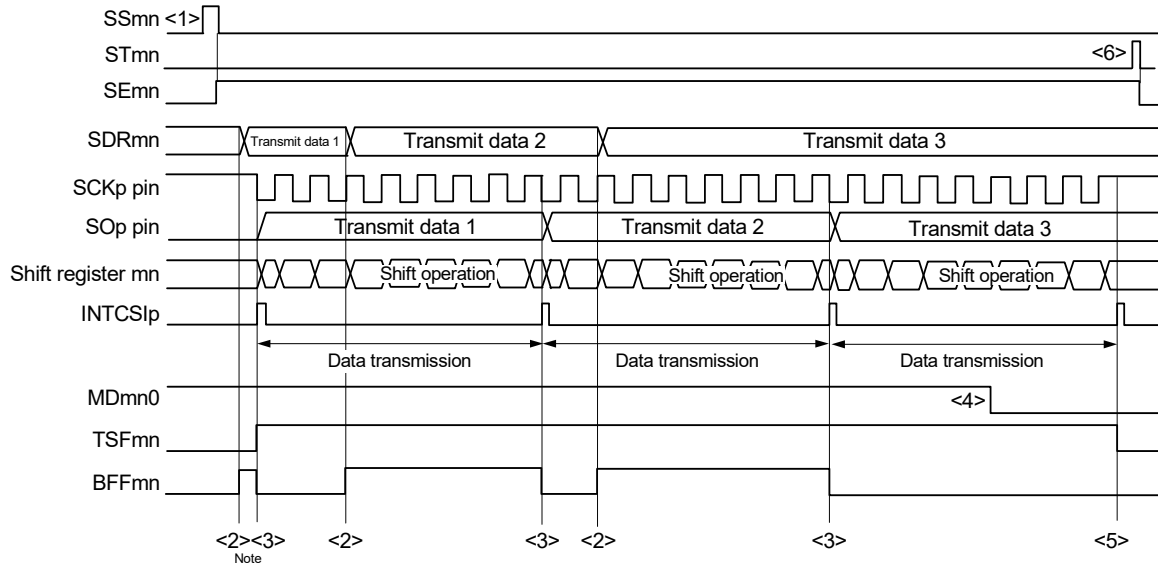 SSmn <1>
STmn <6>
SEmn
SDRmn Transmit data 1 Transmit data 2 Transmit data 3
SCKp pin
SOp pin Transmit data 1 Transmit data 2 Transmit data 3
Shift register mn Shift operation Shift operation Shift operation
INTCSIp
Data transmission Data transmission Data transmission
MDmn0 <4>
TSFmn
BFFmn
<2> <3> <2> <3> <2> <3> <5>
Note